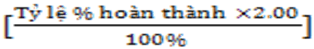 [Tỷ lệ % hoàn thành ×2.00
100%]